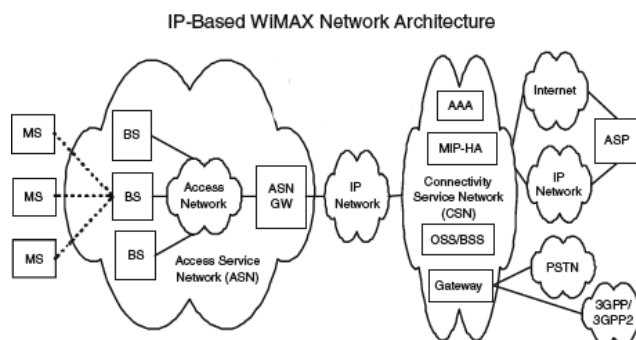 IP-Based WiMAX Network Architecture
MS
MS
MS
BS
BS
BS
Access
Network
ASN
GW
Access Service
Network (ASN)
IP
Network
AAA
MIP-HA
Connectivity
Service Network
(CSN)
OSS/BSS
Gateway
Internet
IP
Network
ASP
PSTN
3GPP/
3GPP2